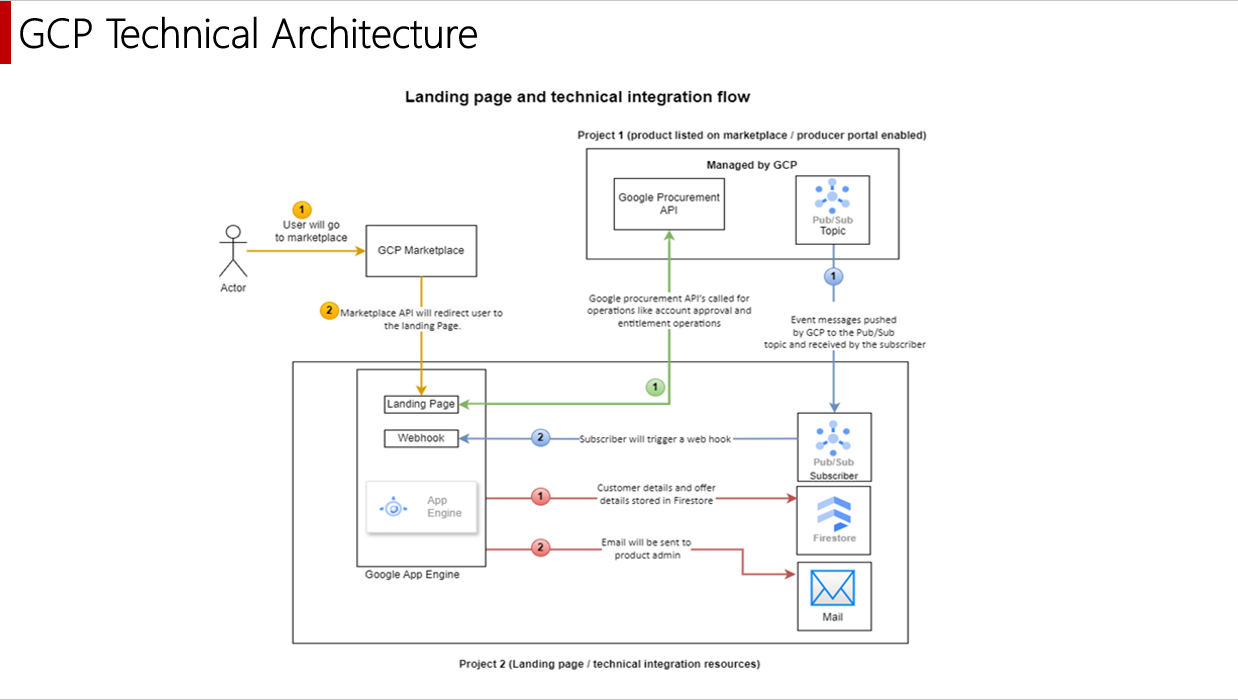 GCP Technical Architecture
Landing page and technical integration flow
Project 1 (product listed on marketplace / producer portal enabled)
Managed by GCP
Google Procurement
API
Pub/Sub
Topic
1
User will go
to marketplace
GCP Marketplace
Actor
1
2
Marketplace API will redirect user to
the landing Page.
Google procurement API's called for
operations like account approval and
entitlement operations
Event messages pushed
by GCP to the Pub/Sub
topic and received by the subscriber
1
Landing Page
Webhook
2
Subscriber will trigger a web hook
Pub/Sub
Subscriber
App
Engine
1
Customer details and offer
details stored in Firestore
Firestore
2
Email will be sent to
product admin
Mail
Google App Engine
Project 2 (Landing page / technical integration resources)